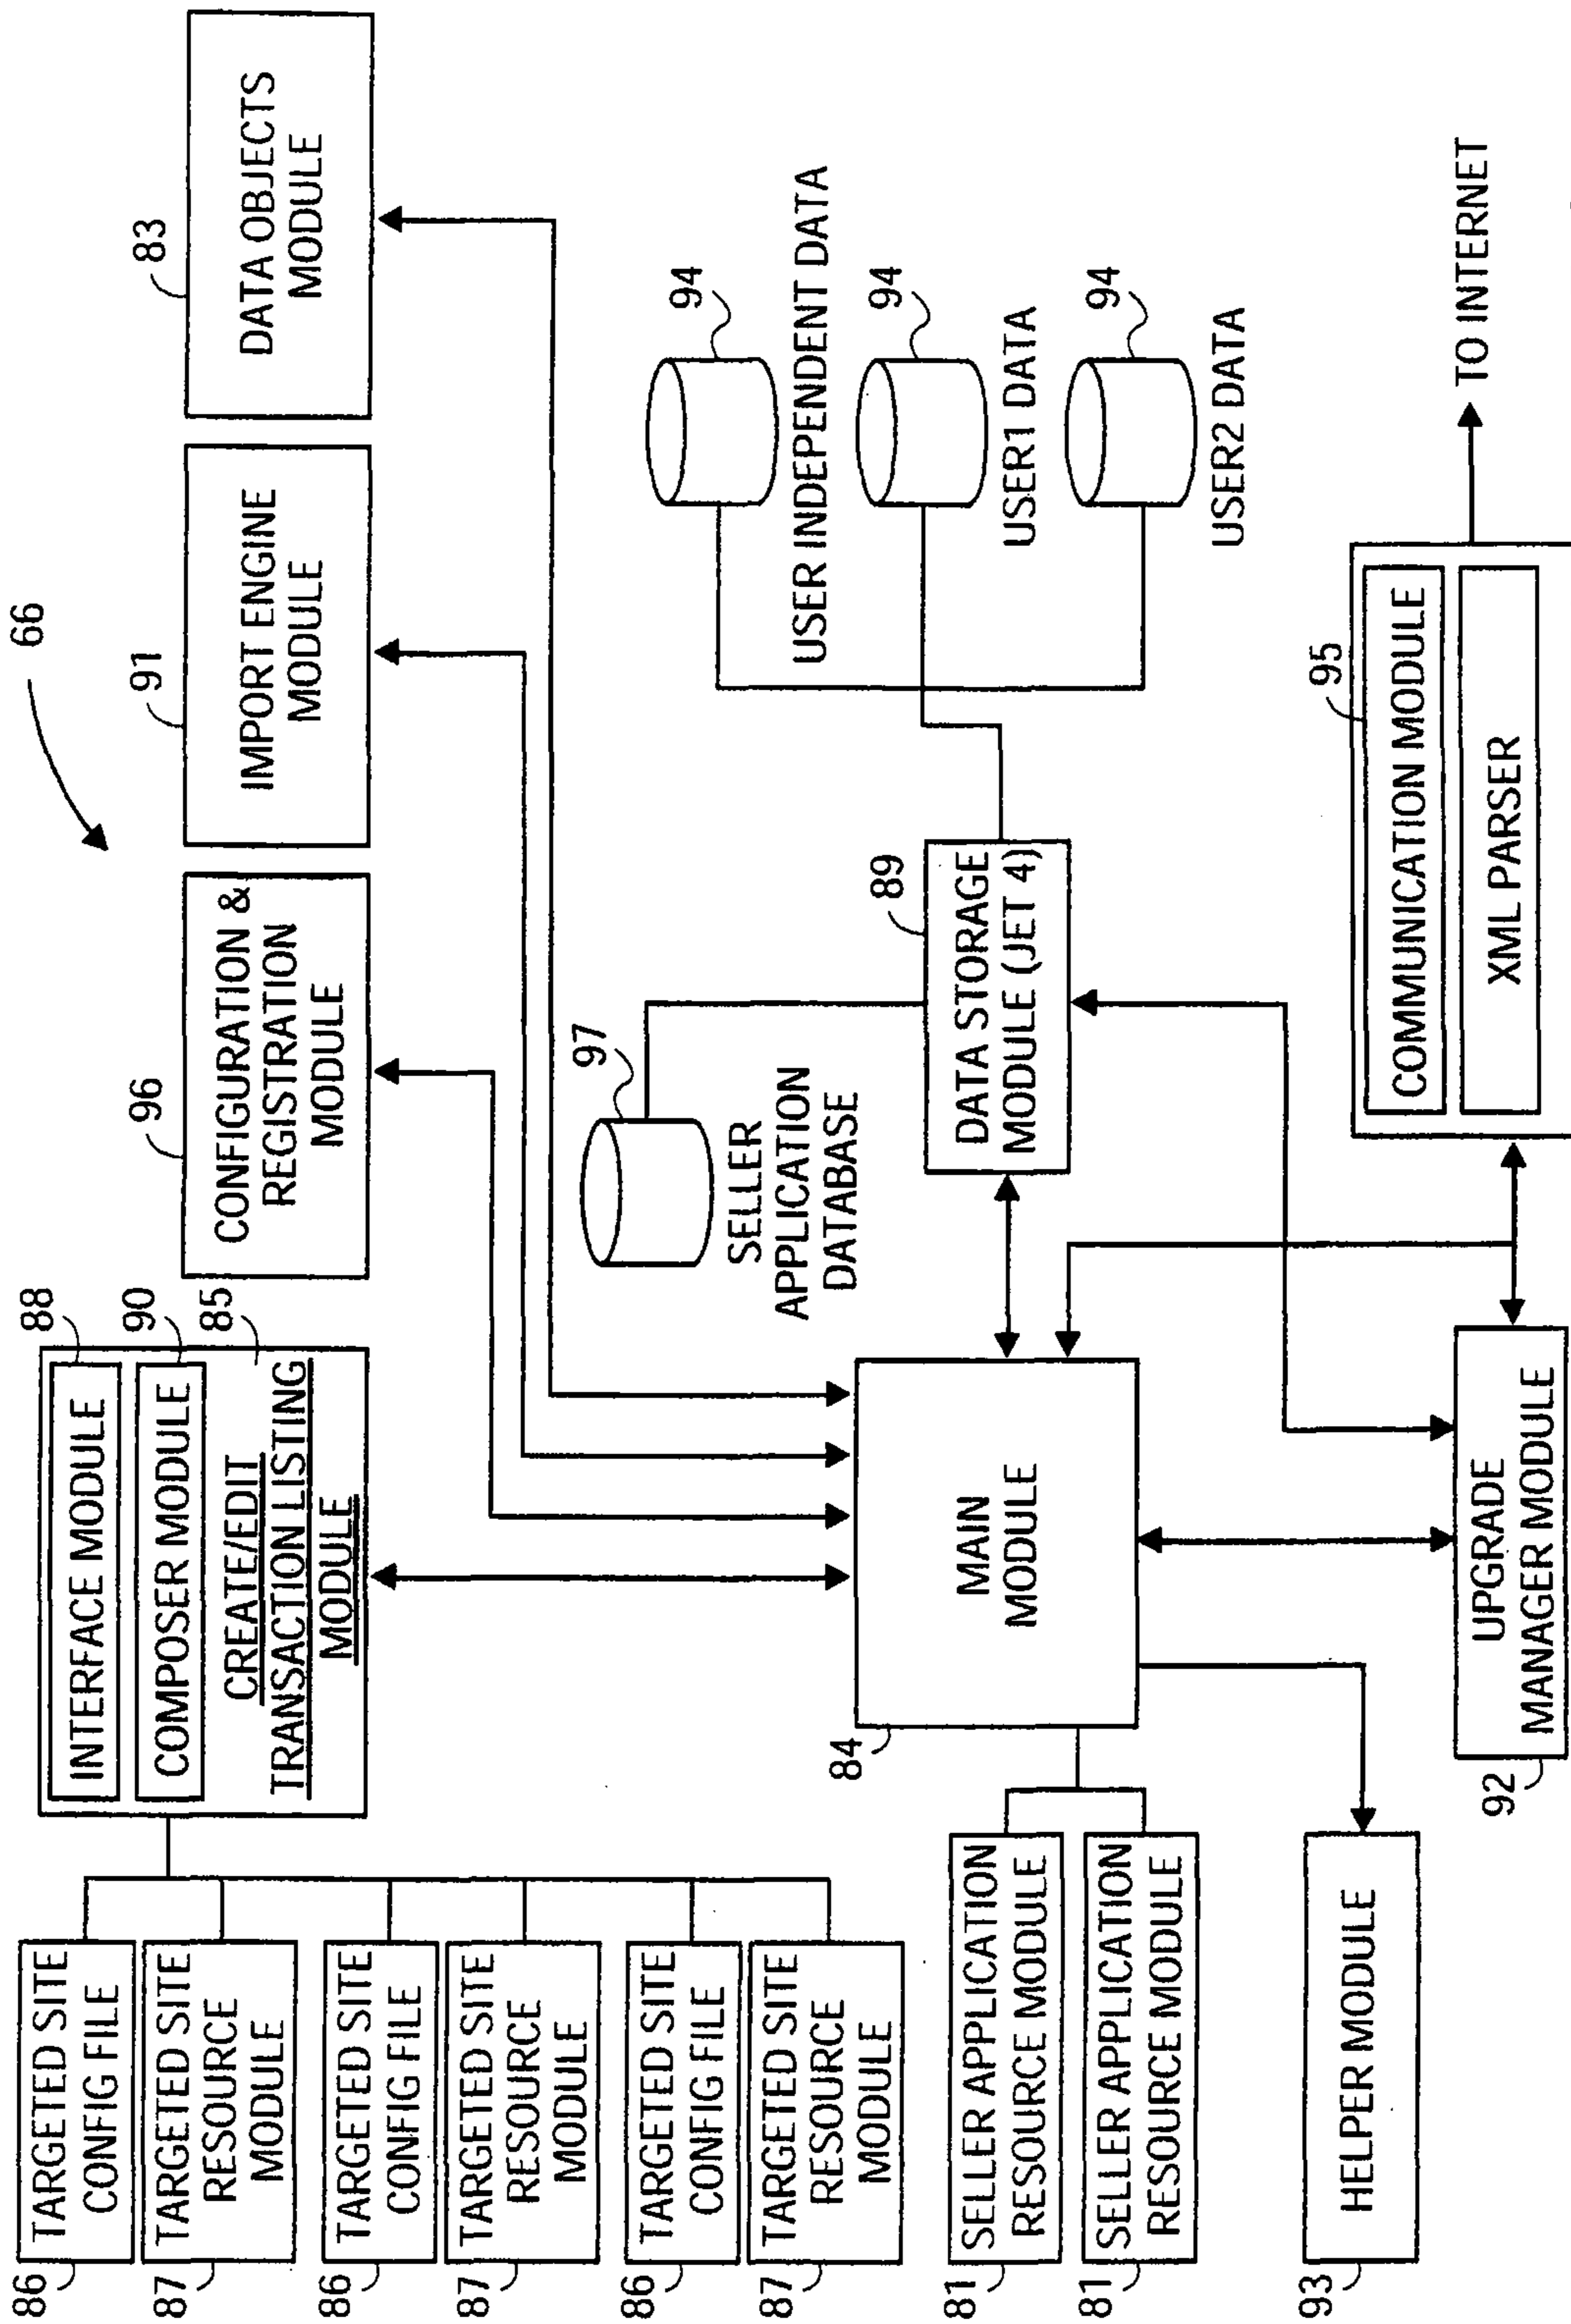 66
88
INTERFACE MODULE
90
COMPOSER MODULE
85
CREATE/EDIT
TRANSACTION LISTING
MODULE
96
CONFIGURATION &
REGISTRATION
MODULE
91
IMPORT ENGINE
MODULE
83
DATA OBJECTS
MODULE
86
TARGETED SITE
CONFIG FILE
87
TARGETED SITE
RESOURCE
MODULE
86
TARGETED SITE
CONFIG FILE
87
TARGETED SITE
RESOURCE
MODULE
86
TARGETED SITE
CONFIG FILE
87
TARGETED SITE
RESOURCE
MODULE
97
SELLER
APPLICATION
DATABASE
94
USER INDEPENDENT DATA
94
USER1 DATA
94
USER2 DATA
89
DATA STORAGE
MODULE (JET 4)
84
MAIN
MODULE
81
SELLER APPLICATION
RESOURCE MODULE
81
SELLER APPLICATION
RESOURCE MODULE
93
HELPER MODULE
92
UPGRADE
MANAGER MODULE
95
COMMUNICATION MODULE
XML PARSER
TO INTERNET